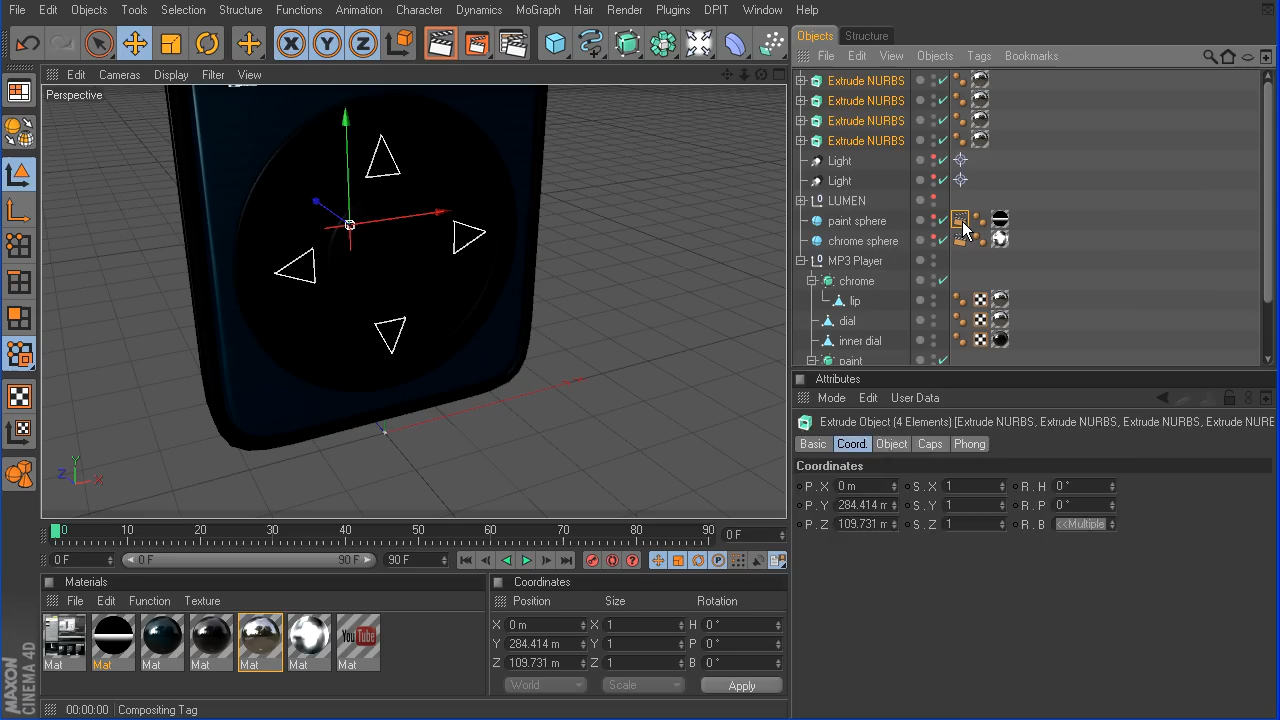 File Edit Objects Tools Selection Structure Functions Animation Character Dynamics MoGraph Hair Render Plugins DPIT Window Help
Edit Cameras Display Filter View
Perspective
Y
Z
X
0 10 20 30 40 50 60 70 80 90 0 F
0 F 0 F 90 F 90 F
Materials
File Edit Function Texture
YouTube
Mat Mat Mat Mat Mat Mat Mat
MAXON
CINEMA 4D
Coordinates
Position Size Rotation
X 0 m X 1 H 0 °
Y 284.414 m Y 1 P 0 °
Z 109.731 m Z 1 B 0 °
World Scale Apply
00:00:00 Compositing Tag
Objects Structure
File Edit View Objects Tags Bookmarks
Extrude NURBS
Extrude NURBS
Extrude NURBS
Extrude NURBS
Light
Light
LUMEN
paint sphere
chrome sphere
MP3 Player
chrome
lip
dial
inner dial
paint
Attributes
Mode Edit User Data
Extrude Object (4 Elements) [Extrude NURBS, Extrude NURBS, Extrude NURBS, Extrude NURBS
Basic Coord. Object Caps Phong
Coordinates
P . X 0 m S . X 1 R . H 0 °
P . Y 284.414 m S . Y 1 R . P 0 °
P . Z 109.731 m S . Z 1 R . B <<Multiple